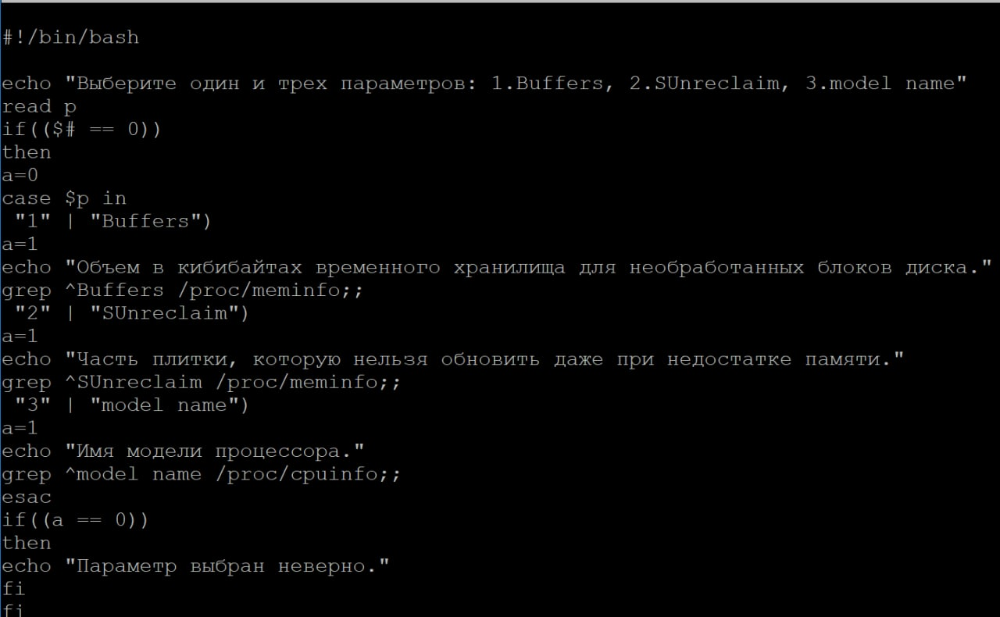 #!/bin/bash
echo "Выберите один и трех параметров: 1.Buffers, 2.SUnreclaim, 3.model name"
read p
if(($# == 0))
then
a=0
case $p in
"1" | "Buffers")
a=1
echo "Объем в кибибайтах временного хранилища для необработанных блоков диска."
grep ^Buffers /proc/meminfo;;
"2" | "SUnreclaim")
a=1
echo "Часть плитки, которую нельзя обновить даже при недостатке памяти."
grep ^SUnreclaim /proc/meminfo;;
"3" | "model name")
a=1
echo "Имя модели процессора."
grep ^model name /proc/cpuinfo;;
esac
if((a == 0))
then
echo "Параметр выбран неверно."
fi
fi